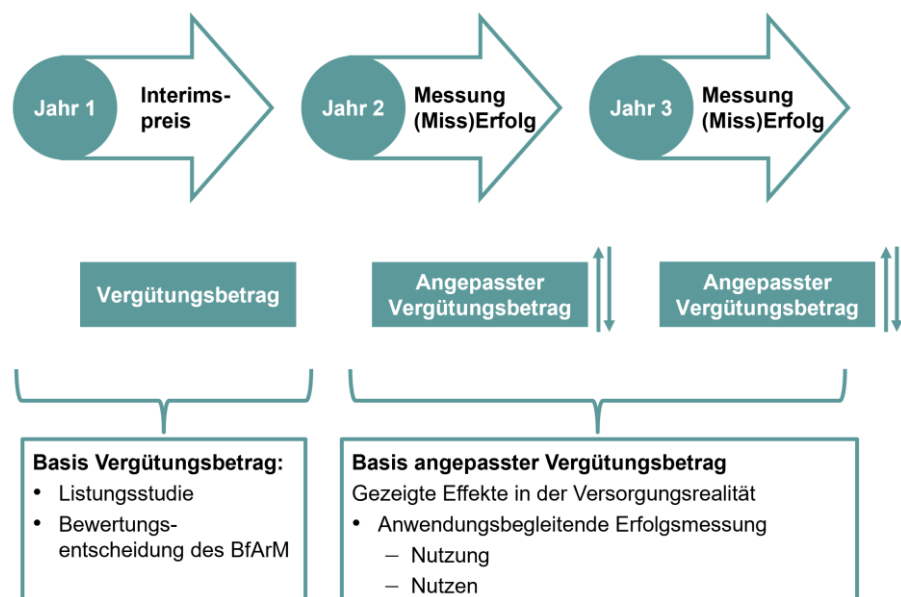 Jahr 1
Interims-
preis
Jahr 2
Messung
(Miss)Erfolg
Jahr 3
Messung
(Miss)Erfolg
Vergütungsbetrag
Angepasster
Vergütungsbetrag
Angepasster
Vergütungsbetrag
Basis Vergütungsbetrag:
• Listungsstudie
• Bewertungs-
entscheidung des BfArM
Basis angepasster Vergütungsbetrag
Gezeigte Effekte in der Versorgungsrealität
• Anwendungsbegleitende Erfolgsmessung
– Nutzung
– Nutzen